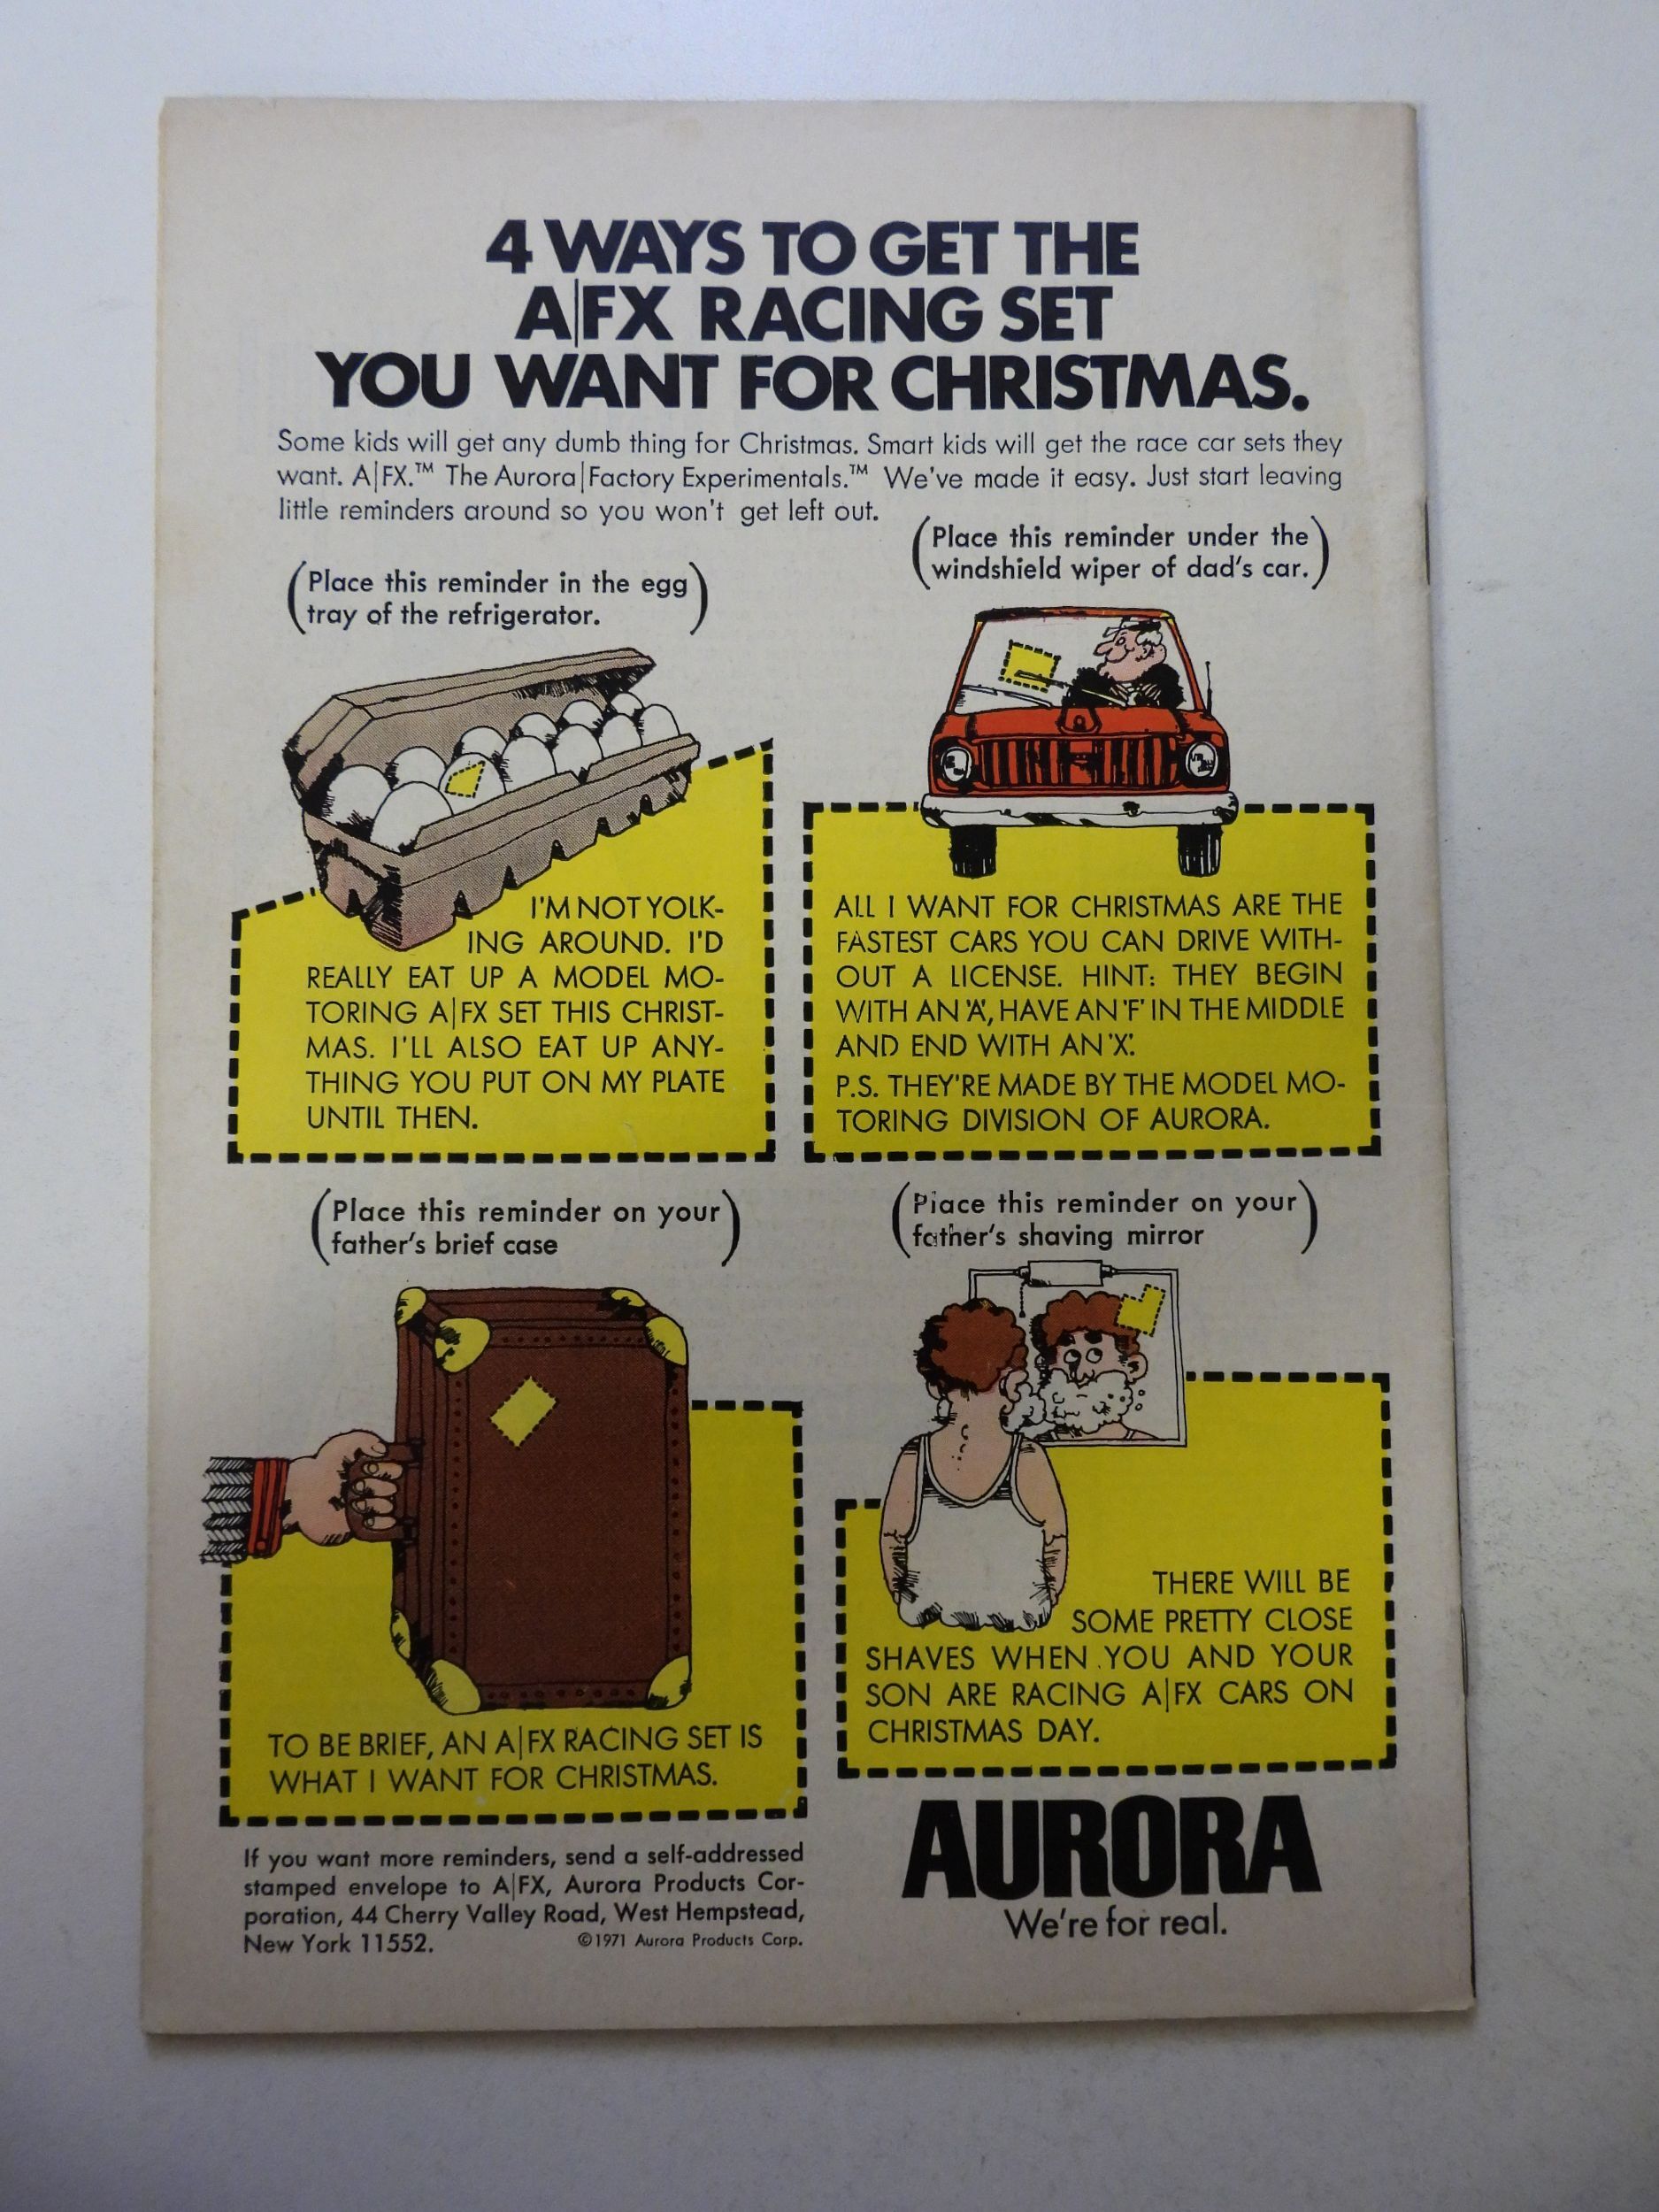 4 WAYS TO GET THE
A|FX RACING SET
YOU WANT FOR CHRISTMAS.
Some kids will get any dumb thing for Christmas. Smart kids will get the race car sets they
want. A|FX.™ The Aurora|Factory Experimentals.™ We've made it easy. Just start leaving
little reminders around so you won't get left out.
(Place this reminder in the egg
tray of the refrigerator.)
I'M NOT YOLK-
ING AROUND. I'D
REALLY EAT UP A MODEL MO-
TORING A|FX SET THIS CHRIST-
MAS. I'LL ALSO EAT UP ANY-
THING YOU PUT ON MY PLATE
UNTIL THEN.
(Place this reminder under the
windshield wiper of dad's car.)
ALL I WANT FOR CHRISTMAS ARE THE
FASTEST CARS YOU CAN DRIVE WITH-
OUT A LICENSE. HINT: THEY BEGIN
WITH AN 'A', HAVE AN 'F' IN THE MIDDLE
AND END WITH AN 'X'.
P.S. THEY'RE MADE BY THE MODEL MO-
TORING DIVISION OF AURORA.
(Place this reminder on your
father's brief case)
TO BE BRIEF, AN A|FX RACING SET IS
WHAT I WANT FOR CHRISTMAS.
(Place this reminder on your
father's shaving mirror)
THERE WILL BE
SOME PRETTY CLOSE
SHAVES WHEN YOU AND YOUR
SON ARE RACING A|FX CARS ON
CHRISTMAS DAY.
If you want more reminders, send a self-addressed
stamped envelope to A|FX, Aurora Products Cor-
poration, 44 Cherry Valley Road, West Hempstead,
New York 11552. ©1971 Aurora Products Corp.
AURORA
We're for real.